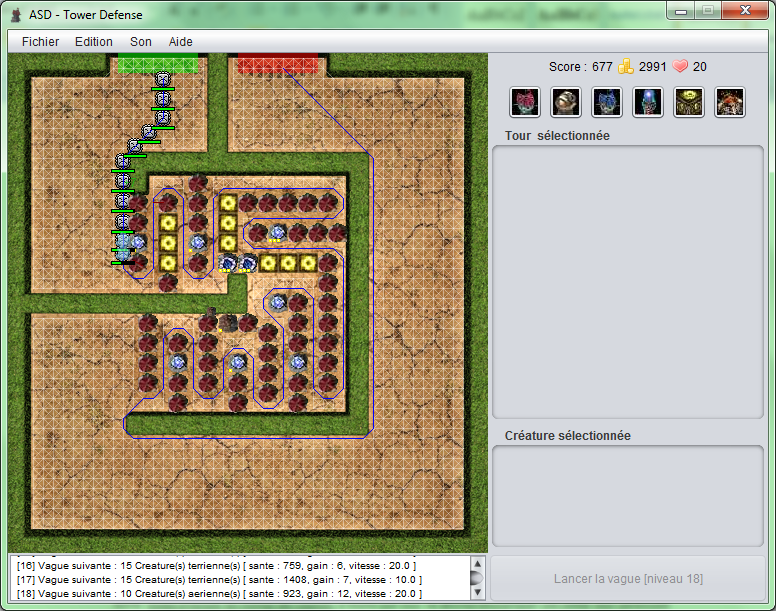 ASD - Tower Defense
Fichier Edition Son Aide
Score : 677 2991 20
Tour sélectionnée
Créature sélectionnée
[16] Vague suivante : 15 Creature(s) terrienne(s) [ sante : 759, gain : 6, vitesse : 20.0 ]
[17] Vague suivante : 15 Creature(s) terrienne(s) [ sante : 1408, gain : 7, vitesse : 10.0 ]
[18] Vague suivante : 10 Creature(s) aerienne(s) [ sante : 923, gain : 12, vitesse : 20.0 ]
Lancer la vague [niveau 18]